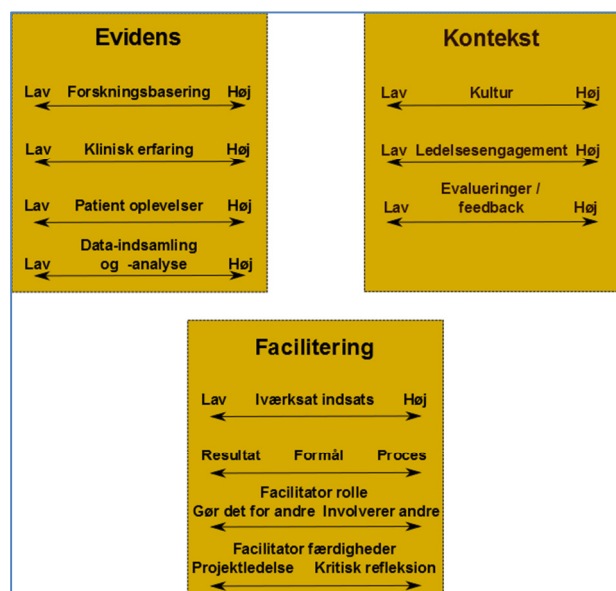 Evidens
Lav Forskningsbasering Høj
Lav Klinisk erfaring Høj
Lav Patient oplevelser Høj
Data-indsamling
Lav og -analyse Høj
Kontekst
Lav Kultur Høj
Lav Ledelsesengagement Høj
Evalueringer /
Lav feedback Høj
Facilitering
Lav Iværksat indsats Høj
Resultat Formål Proces
Facilitator rolle
Gør det for andre Involverer andre
Facilitator færdigheder
Projektledelse Kritisk refleksion